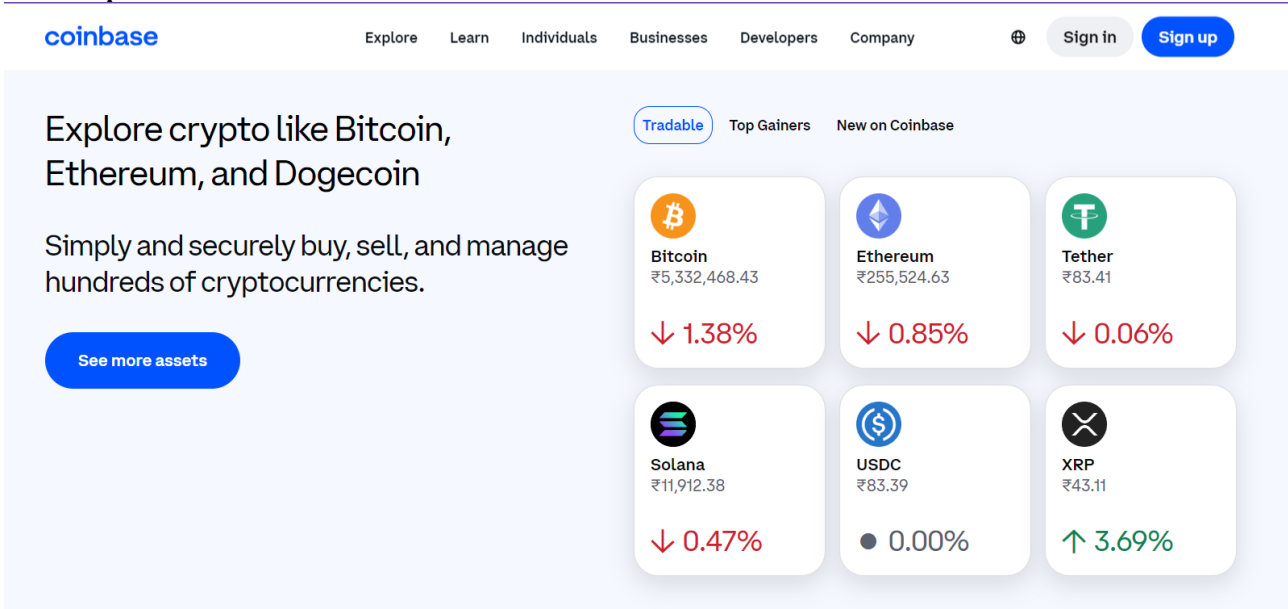 coinbase
Explore
Learn
Individuals
Businesses
Developers
Company
Sign in
Sign up
Explore crypto like Bitcoin,
Ethereum, and Dogecoin
Simply and securely buy, sell, and manage
hundreds of cryptocurrencies.
See more assets
Tradable
Top Gainers
New on Coinbase
Bitcoin
₹5,332,468.43
↓ 1.38%
Ethereum
₹255,524.63
↓ 0.85%
Tether
₹83.41
↓ 0.06%
Solana
₹11,912.38
↓ 0.47%
USDC
₹83.39
● 0.00%
XRP
₹43.11
↑ 3.69%